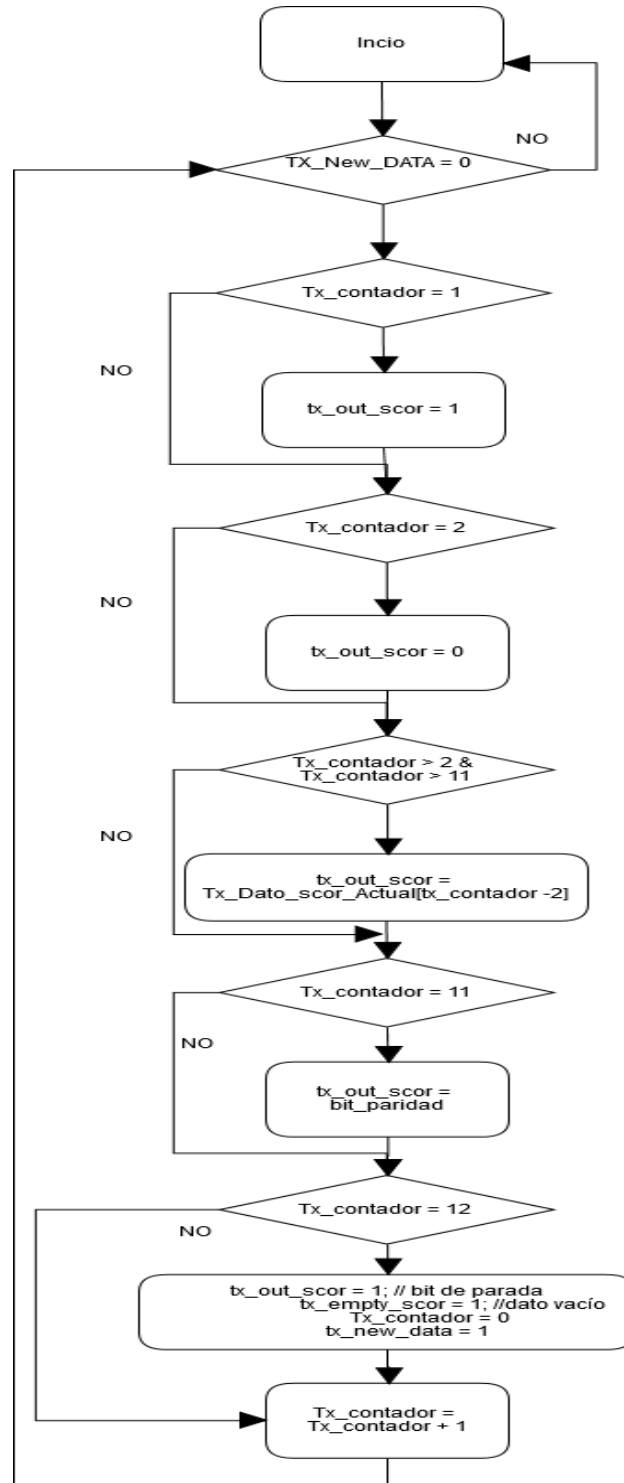 Incio
NO
TX_New_DATA = 0
Tx_contador = 1
NO
tx_out_scor = 1
Tx_contador = 2
NO
tx_out_scor = 0
Tx_contador > 2 &
Tx_contador > 11
NO
tx_out_scor =
Tx_Dato_scor_Actual[tx_contador -2]
Tx_contador = 11
NO
tx_out_scor =
bit_paridad
Tx_contador = 12
NO
tx_out_scor = 1; // bit de parada
tx_empty_scor = 1; //dato vacío
Tx_contador = 0
tx_new_data = 1
Tx_contador =
Tx_contador + 1